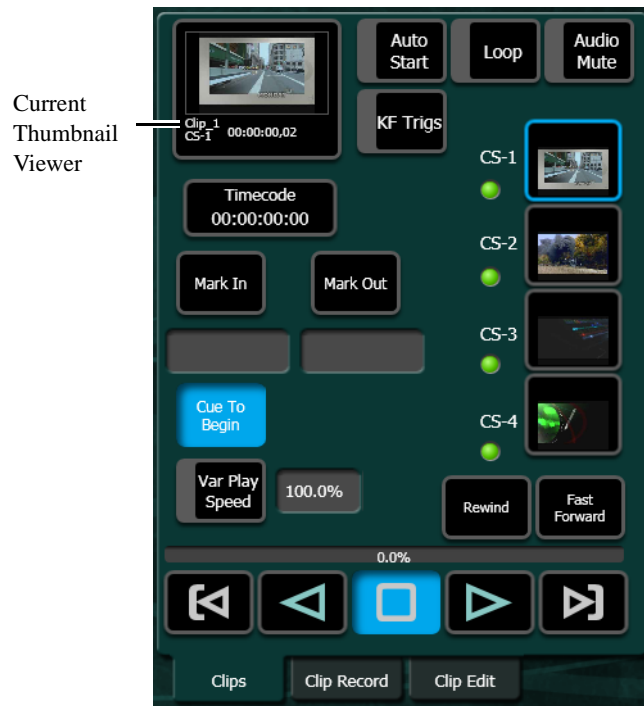 Current
Thumbnail
Viewer
Clip_1
CS-1 00:00:00,02
Auto
Start
Loop
Audio
Mute
KF Trigs
CS-1
Timecode
00:00:00:00
CS-2
Mark In
Mark Out
CS-3
Cue To
Begin
CS-4
Var Play
Speed
100.0%
Rewind
Fast
Forward
0.0%
Clips
Clip Record
Clip Edit